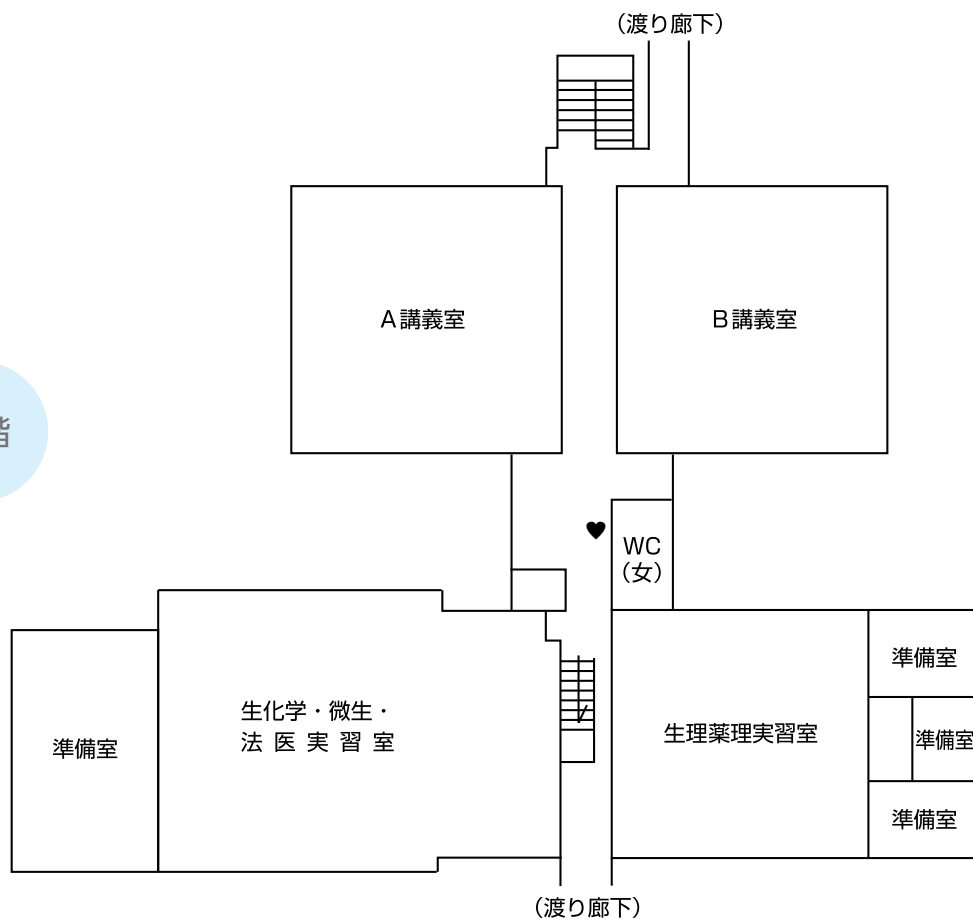 （渡り廊下）
A講義室
B講義室
階
WC
（女）
準備室
生化学・微生・
法医実習室
準備室
生理薬理実習室
準備室
準備室
（渡り廊下）